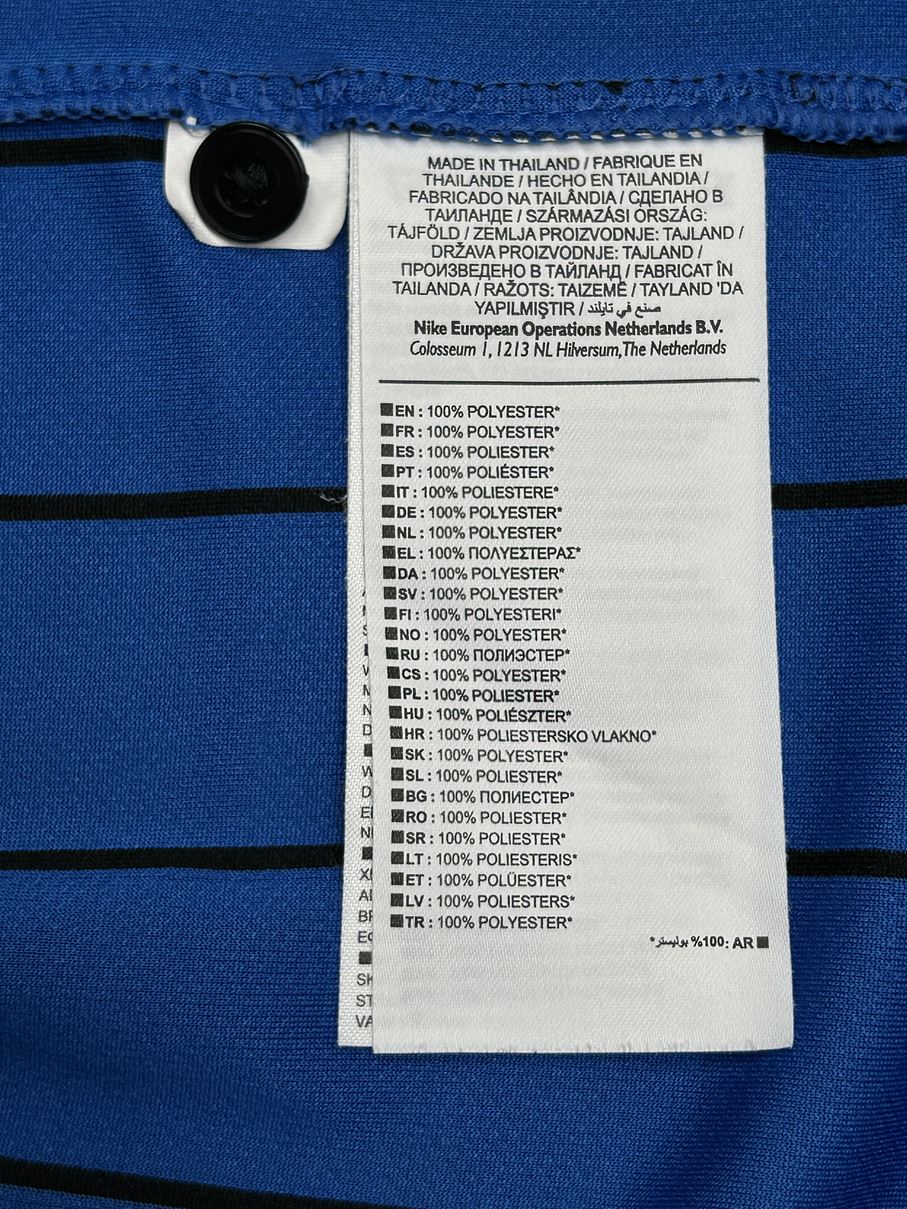 MADE IN THAILAND / FABRIQUE EN
THAILANDE / HECHO EN TAILANDIA /
FABRICADO NA TAILÂNDIA / СДЕЛАНО В
ТАИЛАНДЕ / SZÁRMAZÁSI ORSZÁG:
TÁJFÖLD / ZEMLJA PROIZVODNJE: TAJLAND /
DRŽAVA PROIZVODNJE: TAJLAND /
ПРОИЗВЕДЕНО В ТАЙЛАНД / FABRICAT ÎN
TAILANDA / RAŽOTS: TAIZEMĒ / TAYLAND 'DA
YAPILMIŞTIR / صنع في تايلند
Nike European Operations Netherlands B.V.
Colosseum 1, 1213 NL Hilversum, The Netherlands
EN : 100% POLYESTER*
FR : 100% POLYESTER*
ES : 100% POLIESTER*
PT : 100% POLIÉSTER*
IT : 100% POLIESTERE*
DE : 100% POLYESTER*
NL : 100% POLYESTER*
EL : 100% ΠΟΛΥΕΣΤΕΡΑΣ*
DA : 100% POLYESTER*
SV : 100% POLYESTER*
FI : 100% POLYESTERI*
NO : 100% POLYESTER*
RU : 100% ПОЛИЭСТЕР*
CS : 100% POLYESTER*
PL : 100% POLIESTER*
HU : 100% POLIÉSZTER*
HR : 100% POLIESTERSKO VLAKNO*
SK : 100% POLYESTER*
SL : 100% POLIESTER*
BG : 100% ПОЛИЕСТЕР*
RO : 100% POLIESTER*
SR : 100% POLIESTER*
LT : 100% POLIESTERIS*
ET : 100% POLÜESTER*
LV : 100% POLIESTERS*
TR : 100% POLYESTER*
AR :100% بوليستر*